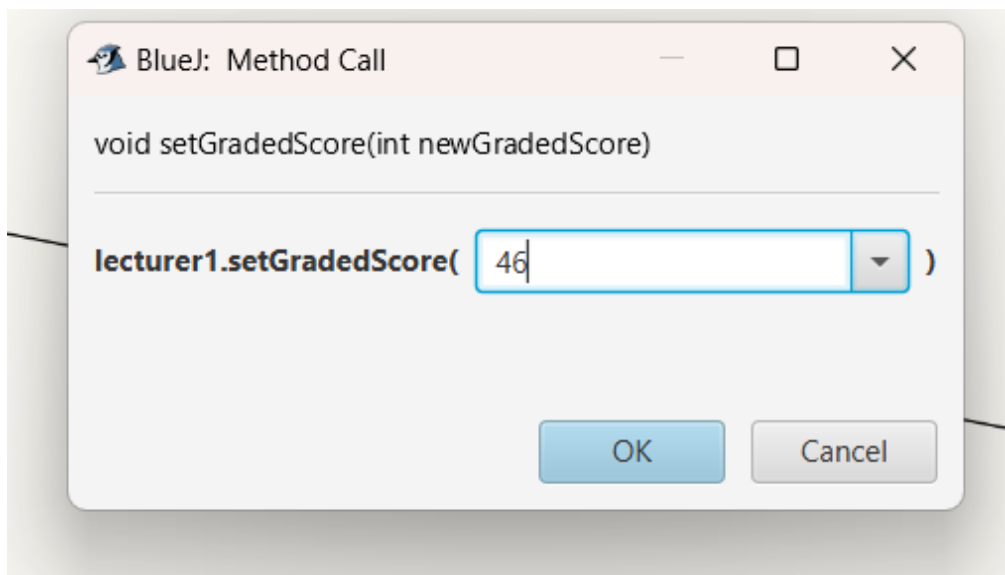 BlueJ: Method Call
void setGradedScore(int newGradedScore)
lecturer1.setGradedScore( 46 )
OK Cancel